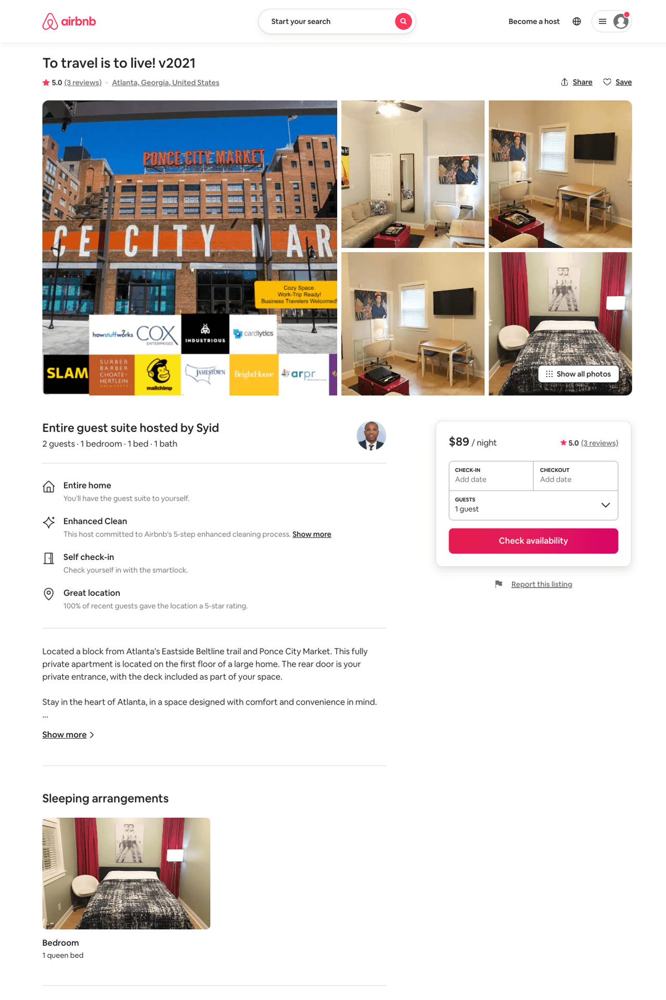 airbnb
Start your search
Become a host
To travel is to live! v2021
5.0 (3 reviews) · Atlanta, Georgia, United States
Share
Save
PONCE CITY MARKET
CE CITY MAR
Cozy Space.
Work-Trip Ready!
Business Travelers Welcomed!
howstuffworks
COX
ENTERPRISES
INDUSTRIOUS
cardlytics
SLAM
SURBER
BARBER
CHOATE+
HERTLEIN
ARCHITECTS
mailchimp
JAMESTOWN
BrightHouse
arpr
Show all photos
Entire guest suite hosted by Syid
2 guests · 1 bedroom · 1 bed · 1 bath
$89 / night
5.0 (3 reviews)
CHECK-IN
Add date
CHECKOUT
Add date
GUESTS
1 guest
Check availability
Report this listing
Entire home
You’ll have the guest suite to yourself.
Enhanced Clean
This host committed to Airbnb's 5-step enhanced cleaning process. Show more
Self check-in
Check yourself in with the smartlock.
Great location
100% of recent guests gave the location a 5-star rating.
Located a block from Atlanta’s Eastside Beltline trail and Ponce City Market. This fully
private apartment is located on the first floor of a large home. The rear door is your
private entrance, with the deck included as part of your space.
Stay in the heart of Atlanta, in a space designed with comfort and convenience in mind.
...
Show more
Sleeping arrangements
Bedroom
1 queen bed